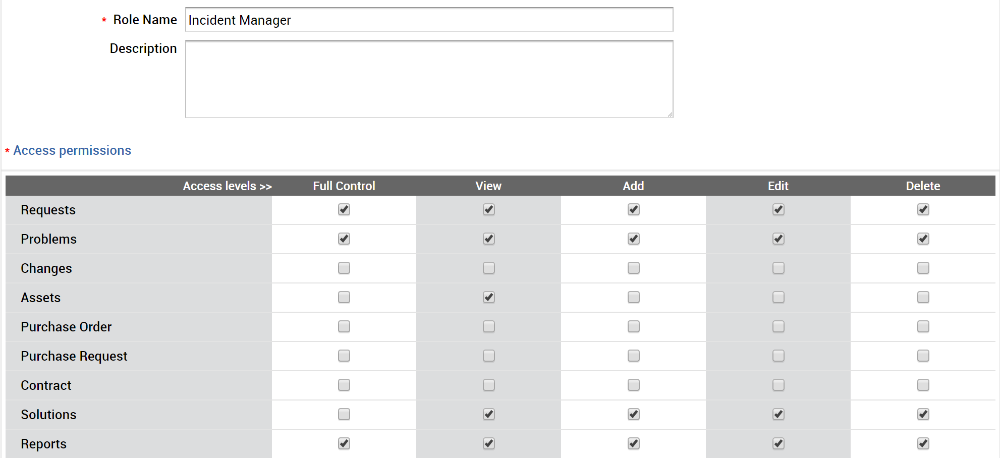 * Role Name Incident Manager
Description
* Access permissions
Access levels >> Full Control View Add Edit Delete
Requests
Problems
Changes
Assets
Purchase Order
Purchase Request
Contract
Solutions
Reports